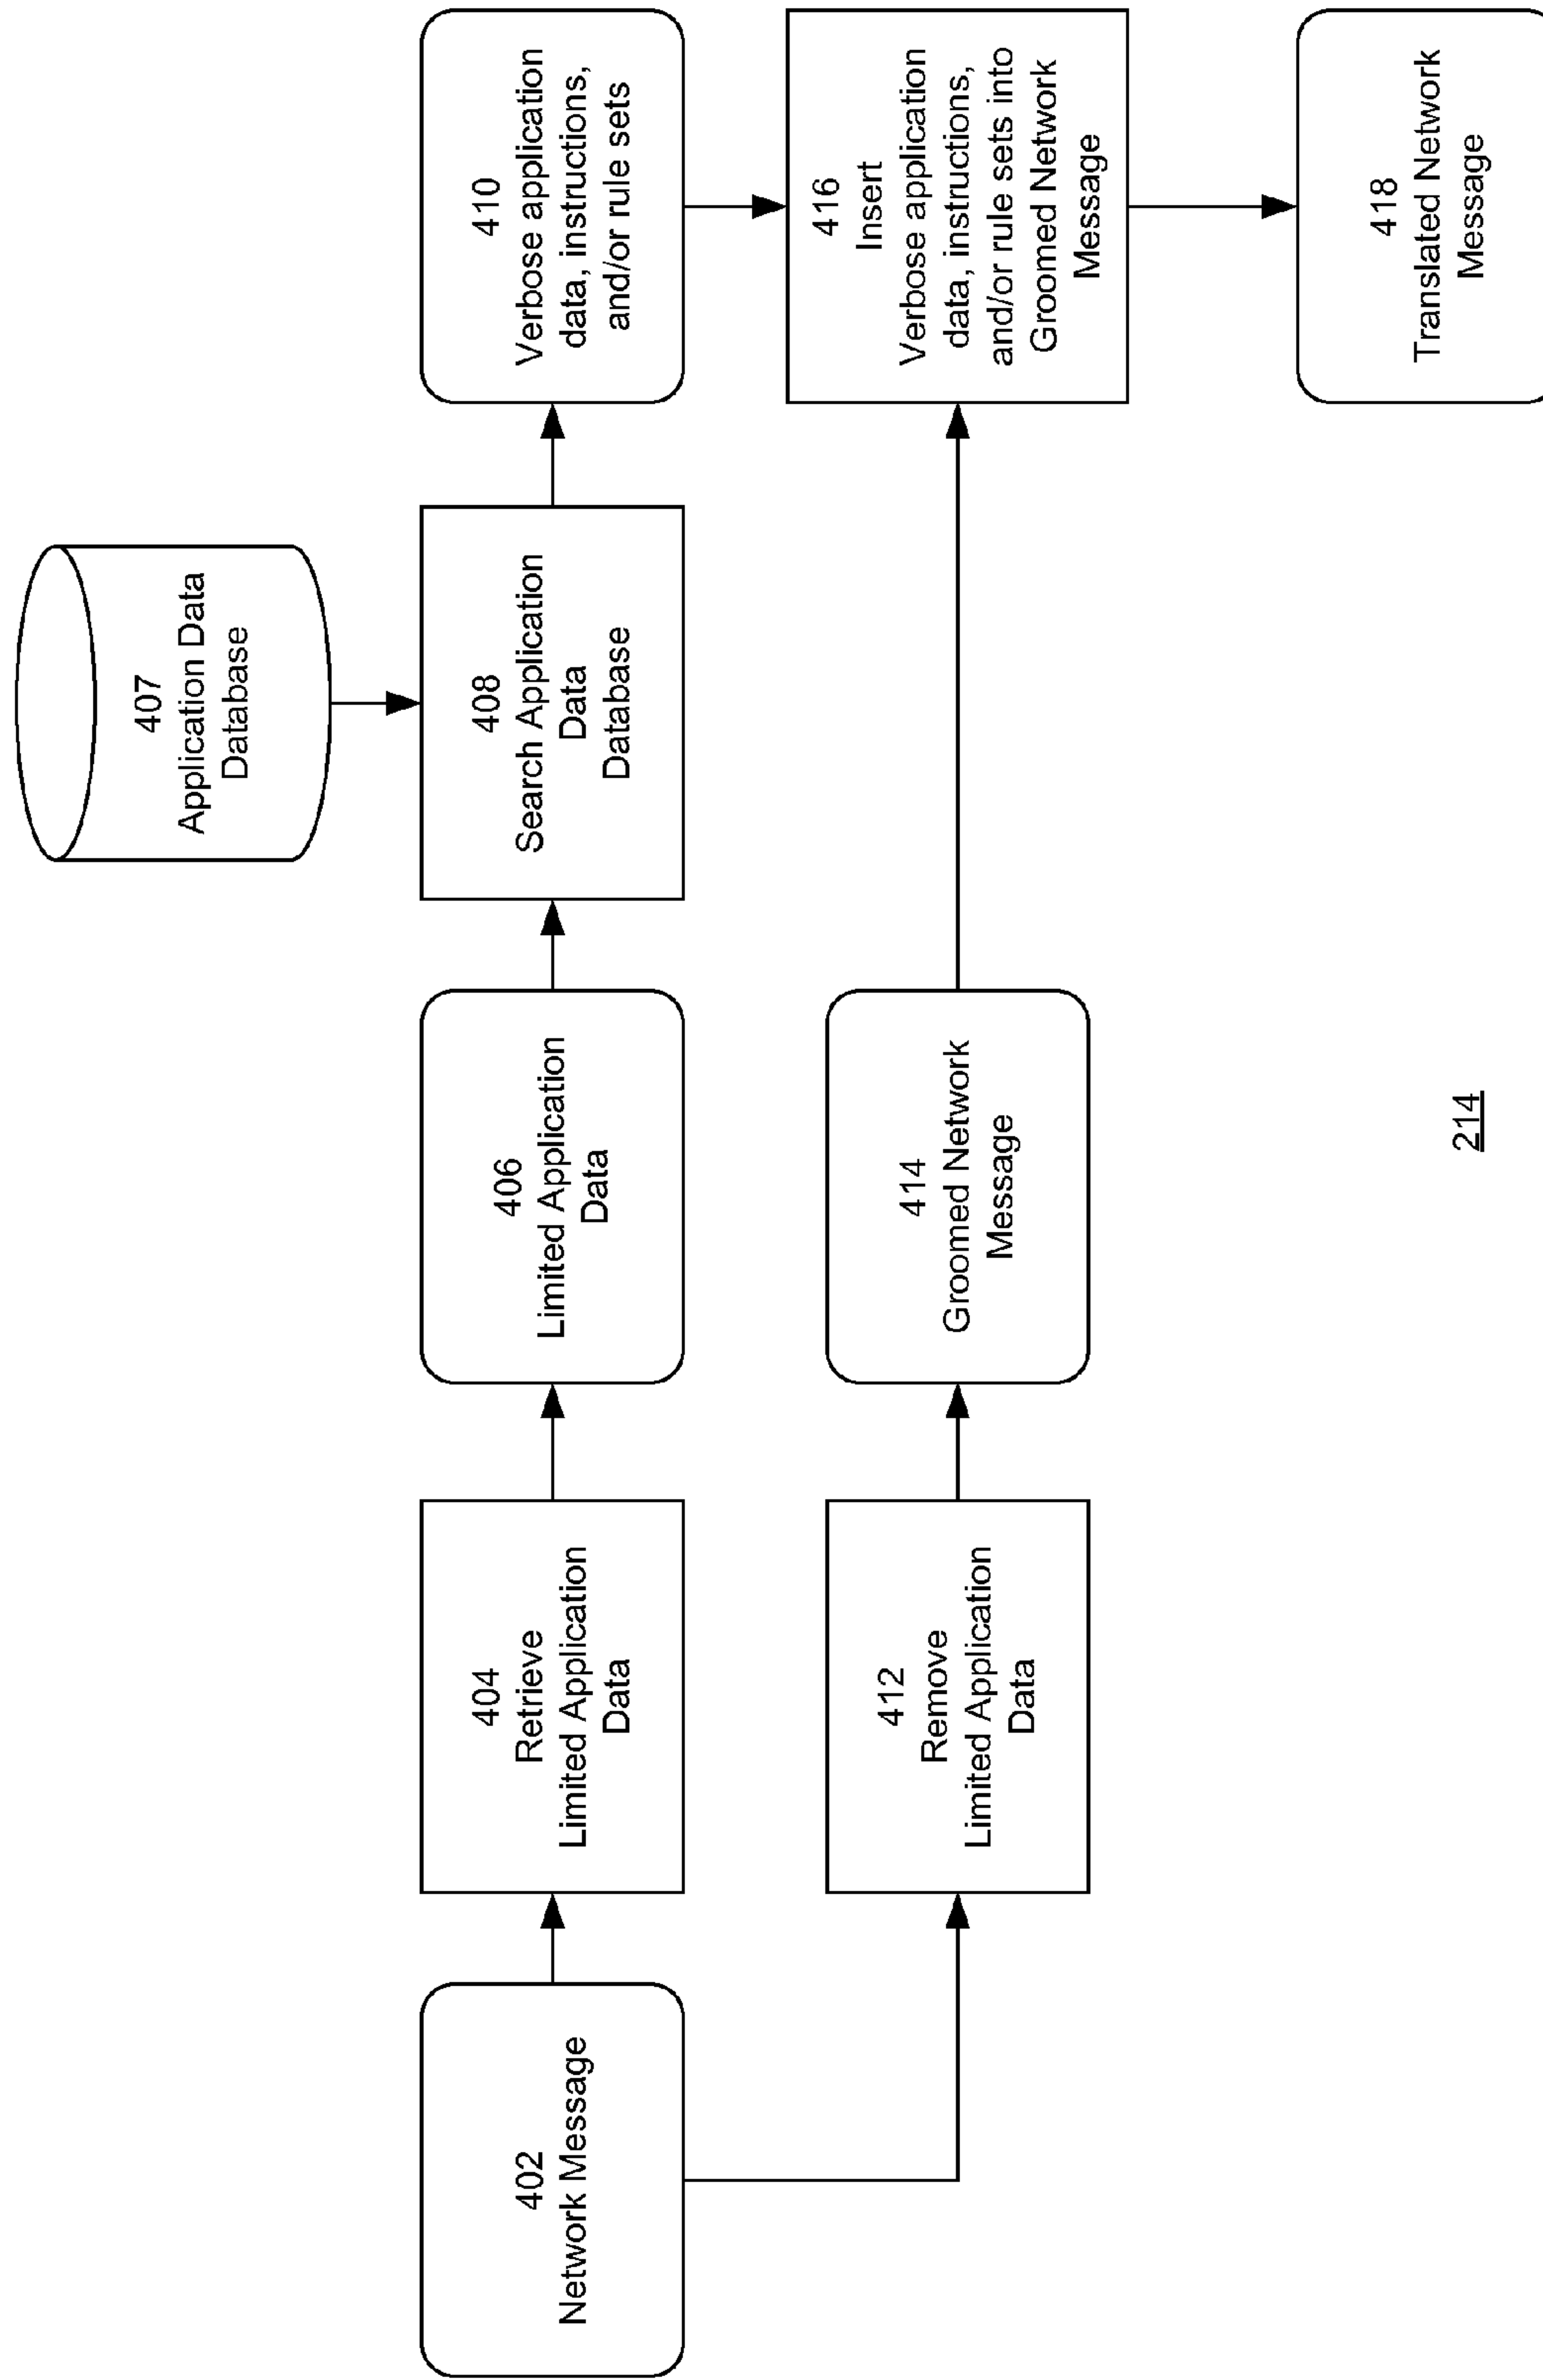 407
Application Data
Database
402
Network Message
404
Retrieve
Limited Application
Data
406
Limited Application
Data
408
Search Application
Data
Database
410
Verbose application
data, instructions,
and/or rule sets
412
Remove
Limited Application
Data
414
Groomed Network
Message
416
Insert
Verbose application
data, instructions,
and/or rule sets into
Groomed Network
Message
418
Translated Network
Message
214